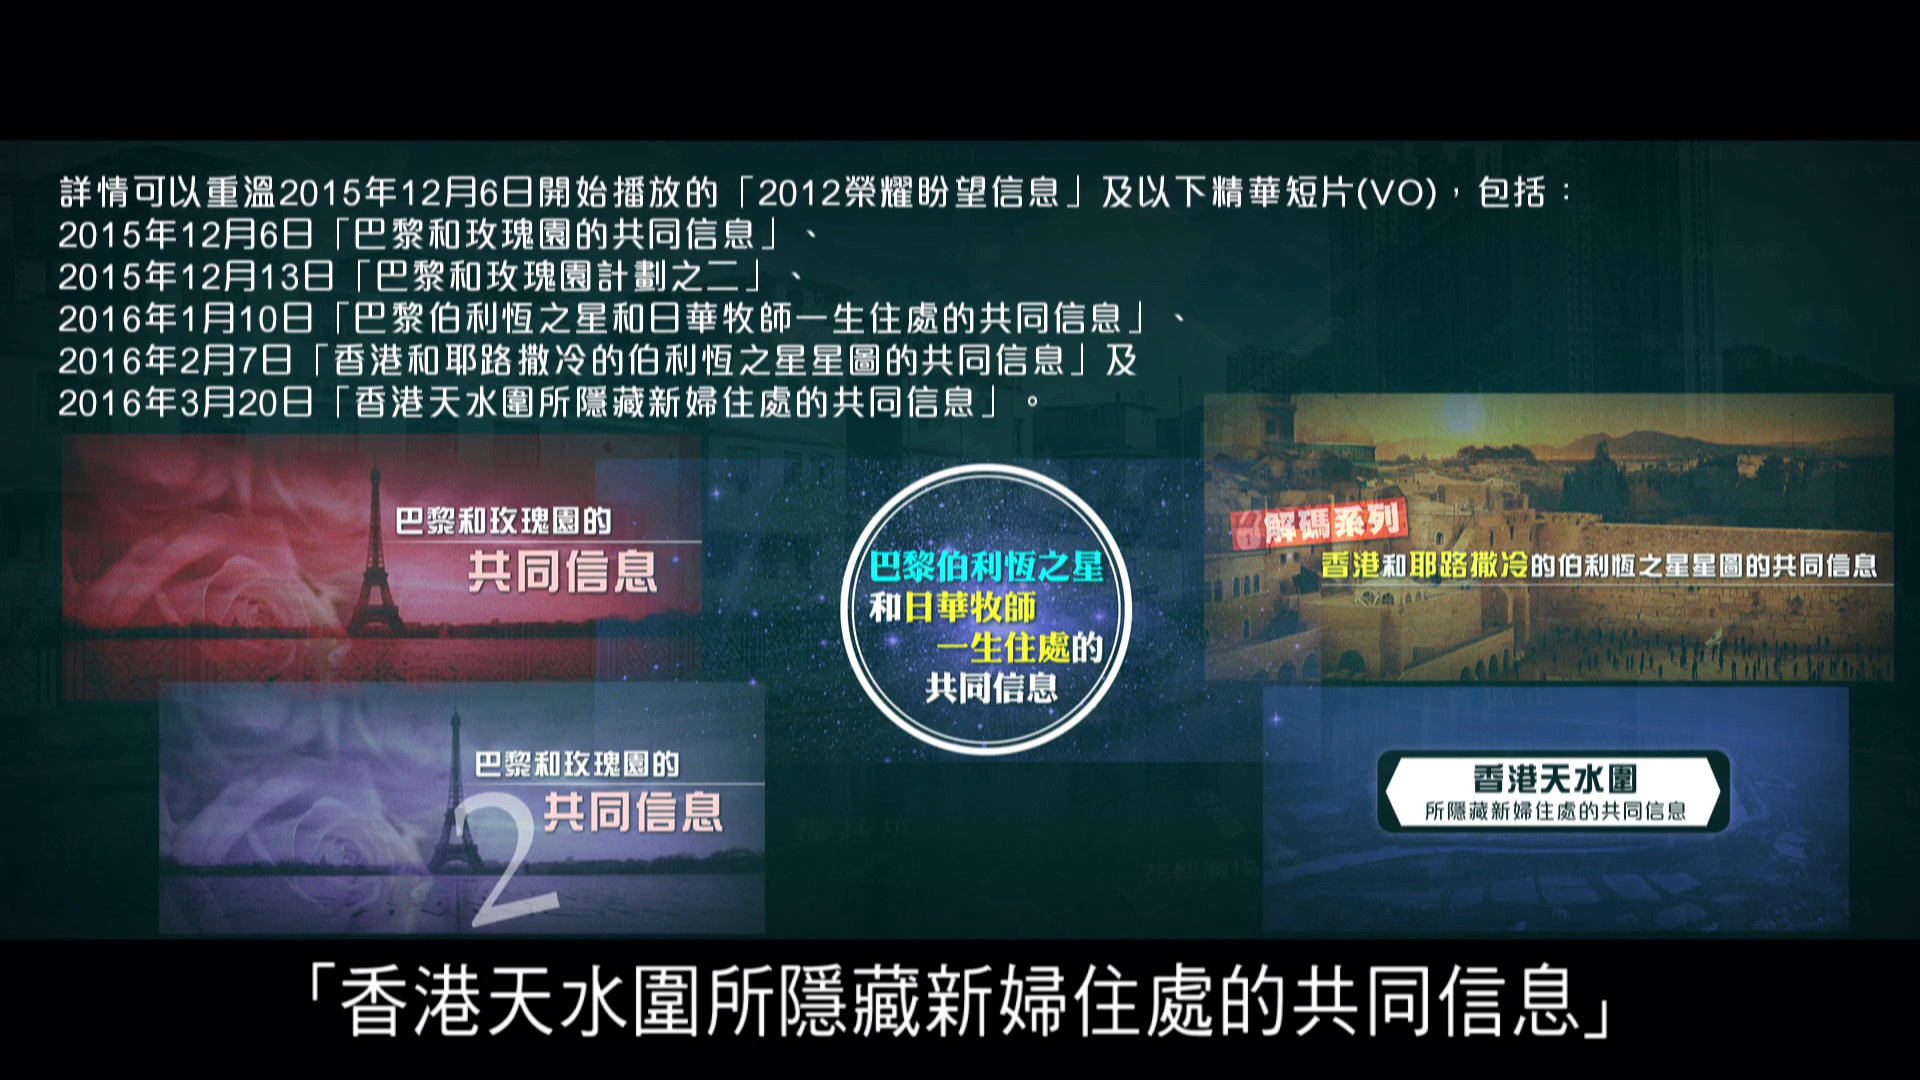 詳情可以重溫2015年12月6日開始播放的「2012榮耀盼望信息」及以下精華短片(VO)，包括：
2015年12月6日「巴黎和玫瑰園的共同信息」、
2015年12月13日「巴黎和玫瑰園計劃之二」、
2016年1月10日「巴黎伯利恆之星和日華牧師一生住處的共同信息」、
2016年2月7日「香港和耶路撒冷的伯利恆之星星圖的共同信息」及
2016年3月20日「香港天水圍所隱藏新婦住處的共同信息」。
巴黎和玫瑰園的
共同信息
巴黎伯利恆之星
和日華牧師
一生住處的
共同信息
解碼系列
香港和耶路撒冷的伯利恆之星星圖的共同信息
巴黎和玫瑰園的
共同信息
2
香港天水圍
所隱藏新婦住處的共同信息
「香港天水圍所隱藏新婦住處的共同信息」